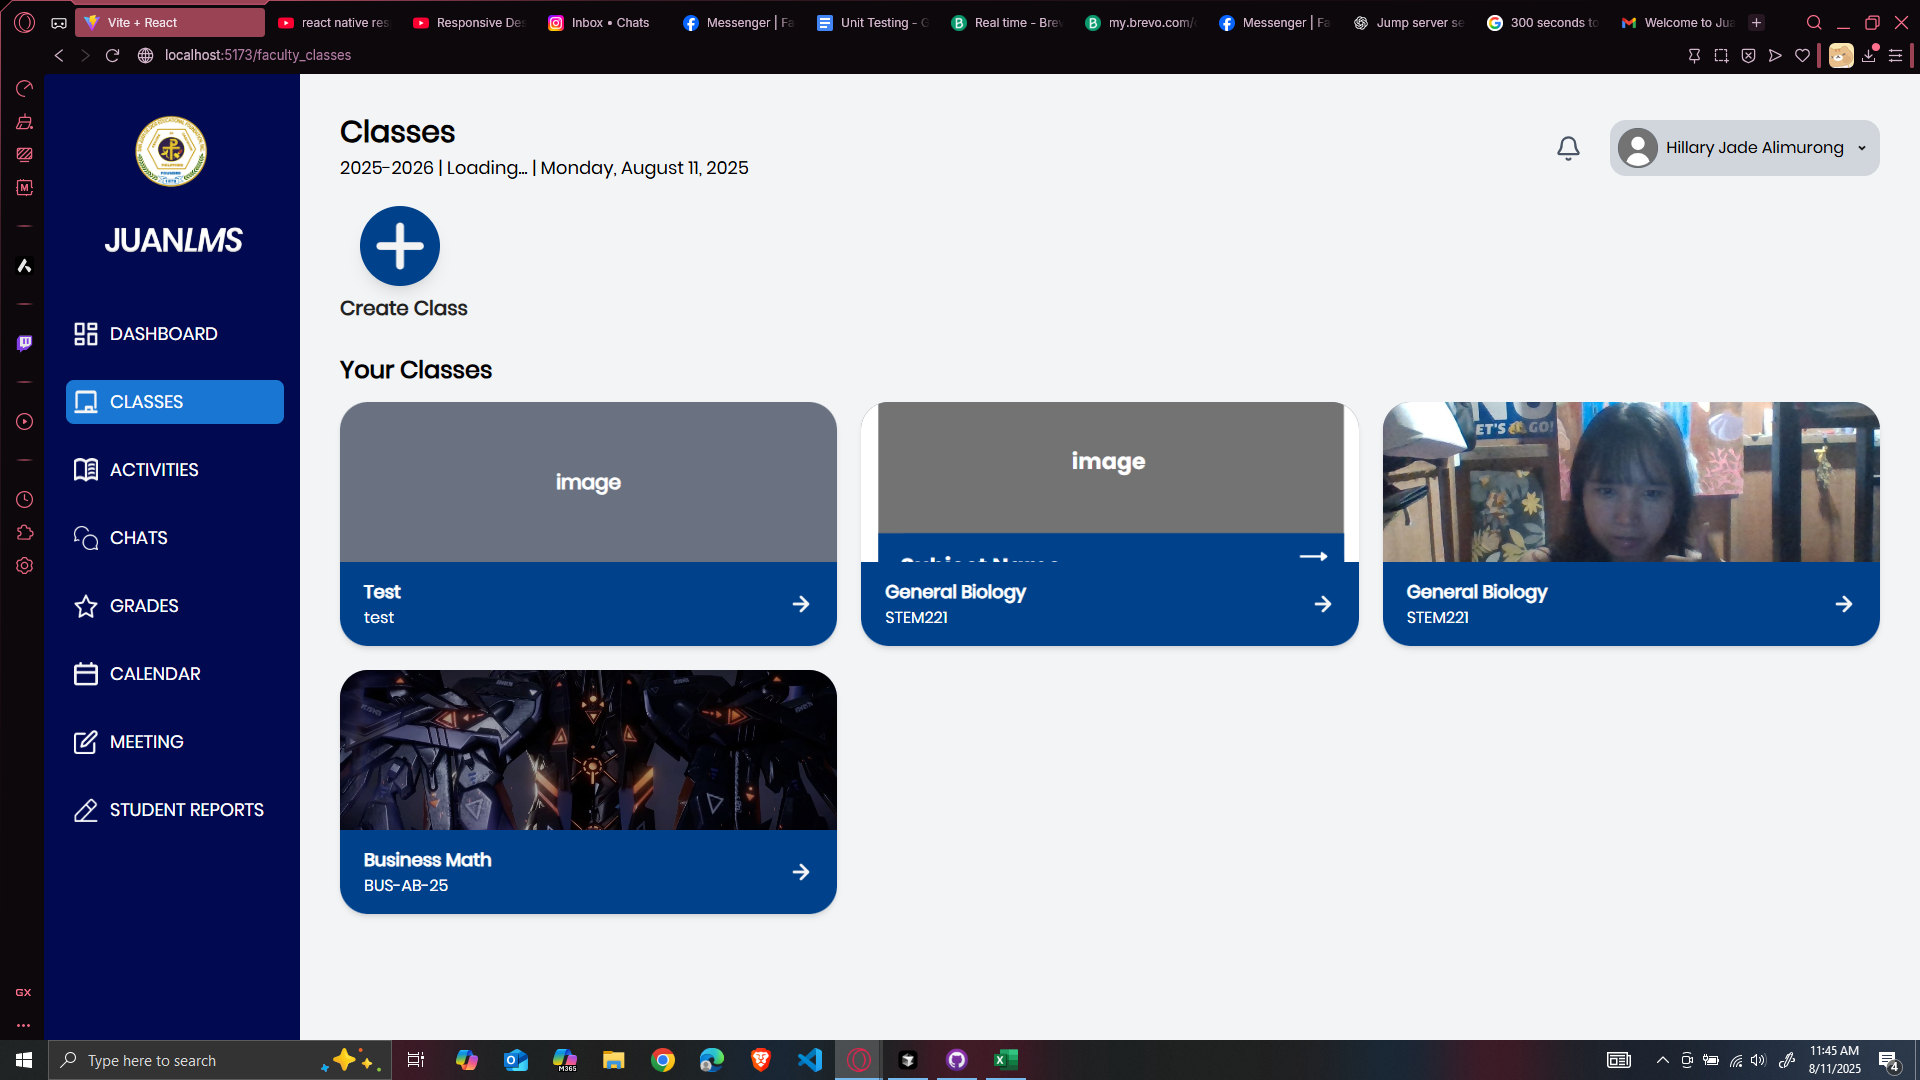 Vite + React
react native res
Responsive Des
Inbox • Chats
Messenger | Fa
Unit Testing - G
Real time - Brev
my.brevo.com/c
Messenger | Fa
Jump server se
300 seconds to
Welcome to Jua
localhost:5173/faculty_classes
JUANLMS
DASHBOARD
CLASSES
ACTIVITIES
CHATS
GRADES
CALENDAR
MEETING
STUDENT REPORTS
GX
Classes
2025-2026 | Loading... | Monday, August 11, 2025
Hillary Jade Alimurong
Create Class
Your Classes
image
Test
test
image
Subject Name
General Biology
STEM221
LET'S GO!
General Biology
STEM221
Business Math
BUS-AB-25
Type here to search
M365
11:45 AM
8/11/2025
4